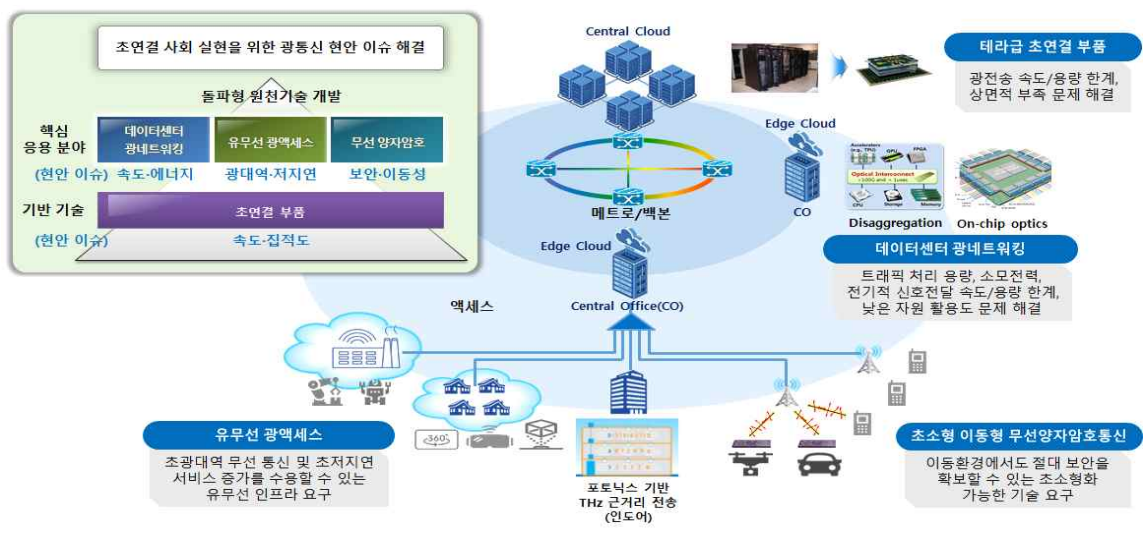 초연결 사회 실현을 위한 광통신 현안 이슈 해결
돌파형 원천기술 개발
핵심
응용 분야
데이터센터
광네트워킹
유무선 광액세스
무선 양자암호
(현안 이슈)
속도·에너지
광대역·저지연
보안·이동성
기반 기술
초연결 부품
(현안 이슈)
속도·집적도
Central Cloud
테라급 초연결 부품
광전송 속도/용량 한계,
상면적 부족 문제 해결
Edge Cloud
CO
메트로/백본
Accelerators
(e.g., TPU)
GPU
FPGA
Optical Interconnect
CPU
Storage
Memory
Disaggregation
On-chip optics
데이터센터 광네트워킹
트래픽 처리 용량, 소모전력,
전기적 신호전달 속도/용량 한계,
낮은 자원 활용도 문제 해결
Edge Cloud
Central Office(CO)
액세스
360°
유무선 광액세스
초광대역 무선 통신 및 초저지연
서비스 증가를 수용할 수 있는
유무선 인프라 요구
포토닉스 기반
THz 근거리 전송
(인도어)
초소형 이동형 무선양자암호통신
이동환경에서도 절대 보안을
확보할 수 있는 초소형화
가능한 기술 요구